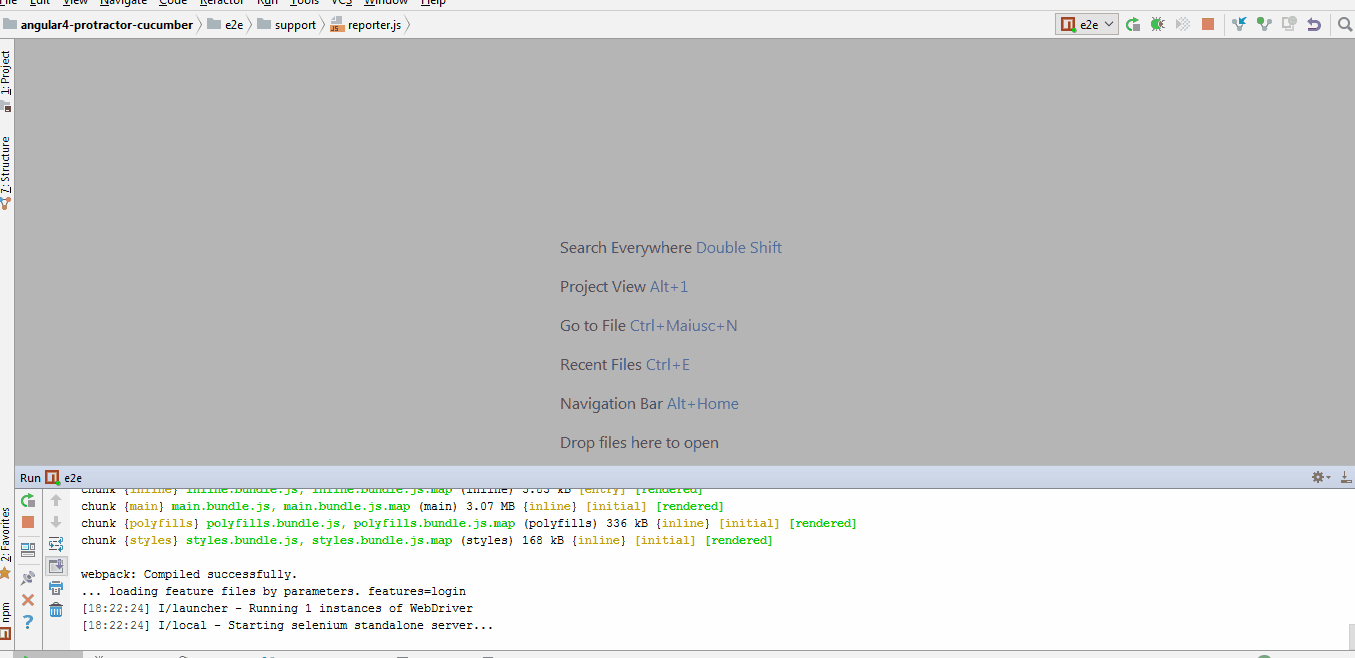 File Edit View Navigate Code Refactor Run Tools VCS Window Help
angular4-protractor-cucumber e2e support reporter.js e2e
1: Project
7: Structure
Search Everywhere Double Shift
Project View Alt+1
Go to File Ctrl+Maiusc+N
Recent Files Ctrl+E
Navigation Bar Alt+Home
Drop files here to open
Run e2e
2: Favorites
npm
chunk {inline} inline.bundle.js, inline.bundle.js.map (inline) 5.83 kB [entry] [rendered]
chunk {main} main.bundle.js, main.bundle.js.map (main) 3.07 MB {inline} [initial] [rendered]
chunk {polyfills} polyfills.bundle.js, polyfills.bundle.js.map (polyfills) 336 kB {inline} [initial] [rendered]
chunk {styles} styles.bundle.js, styles.bundle.js.map (styles) 168 kB {inline} [initial] [rendered]
webpack: Compiled successfully.
... loading feature files by parameters. features=login
[18:22:24] I/launcher - Running 1 instances of WebDriver
[18:22:24] I/local - Starting selenium standalone server...